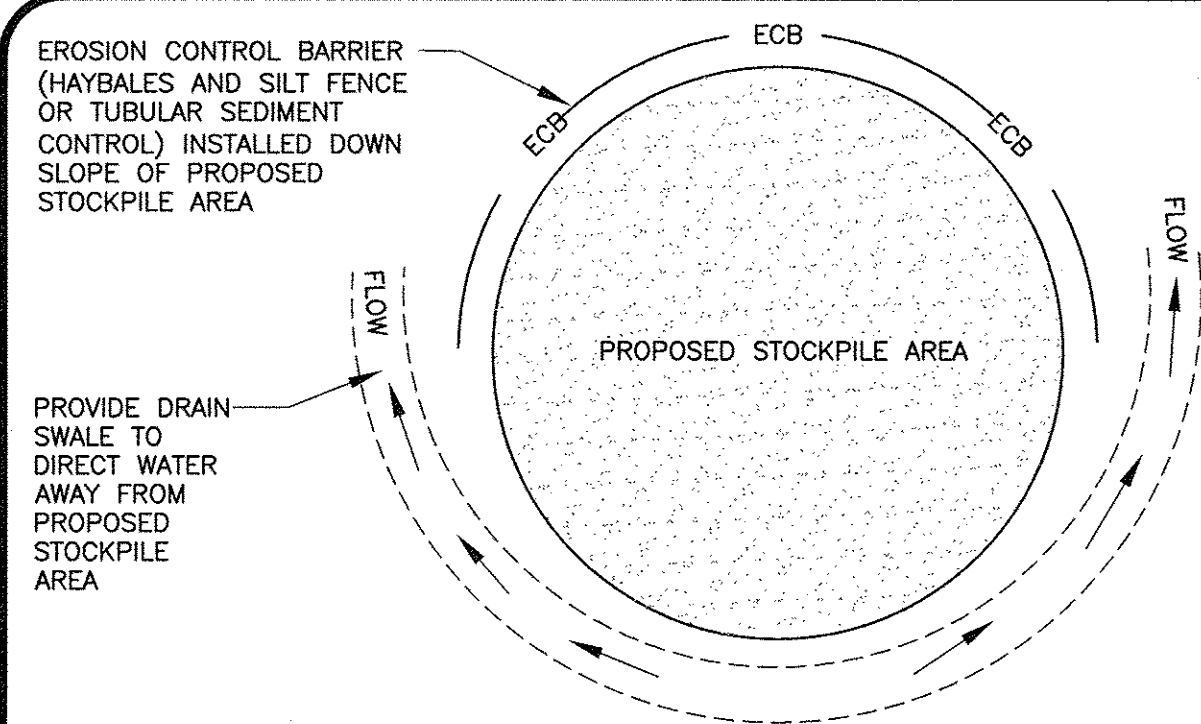 EROSION CONTROL BARRIER
(HAYBALES AND SILT FENCE
OR TUBULAR SEDIMENT
CONTROL) INSTALLED DOWN
SLOPE OF PROPOSED
STOCKPILE AREA
ECB
ECB
ECB
FLOW
FLOW
PROPOSED STOCKPILE AREA
PROVIDE DRAIN
SWALE TO
DIRECT WATER
AWAY FROM
PROPOSED
STOCKPILE
AREA